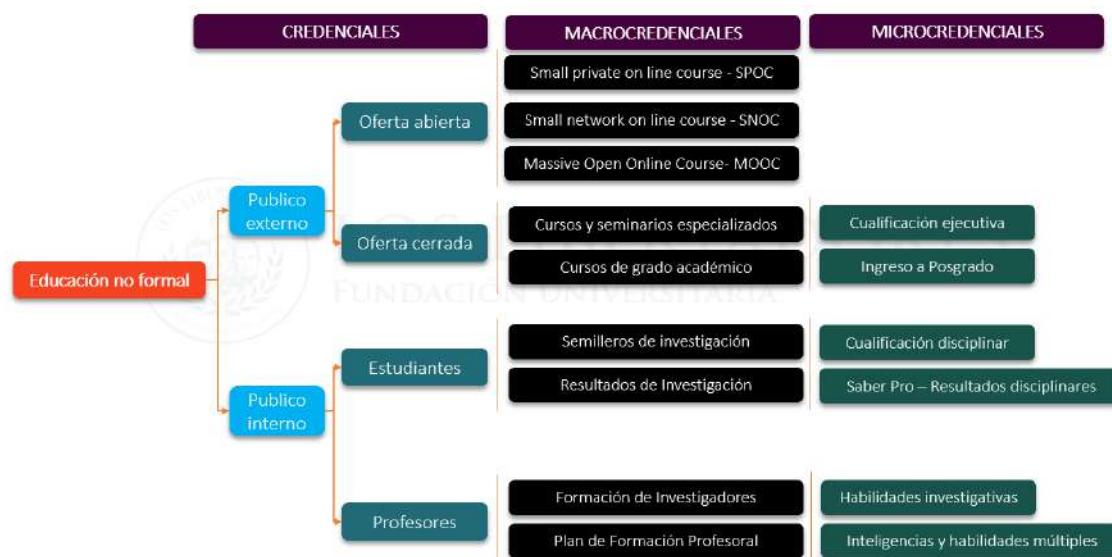 CREDENCIALES
MACROCREDENCIALES
MICROCREDENCIALES
Small private on line course - SPOC
Oferta abierta
Small network on line course - SNOC
Massive Open Online Course- MOOC
Publico
externo
Cursos y seminarios especializados
Cualificación ejecutiva
Oferta cerrada
Cursos de grado académico
Ingreso a Posgrado
Educación no formal
FUNDACIÓN UNIVERSITARIA
Semilleros de investigación
Cualificación disciplinar
Estudiantes
Resultados de Investigación
Saber Pro – Resultados disciplinares
Publico
interno
Formación de Investigadores
Habilidades investigativas
Profesores
Plan de Formación Profesoral
Inteligencias y habilidades múltiples